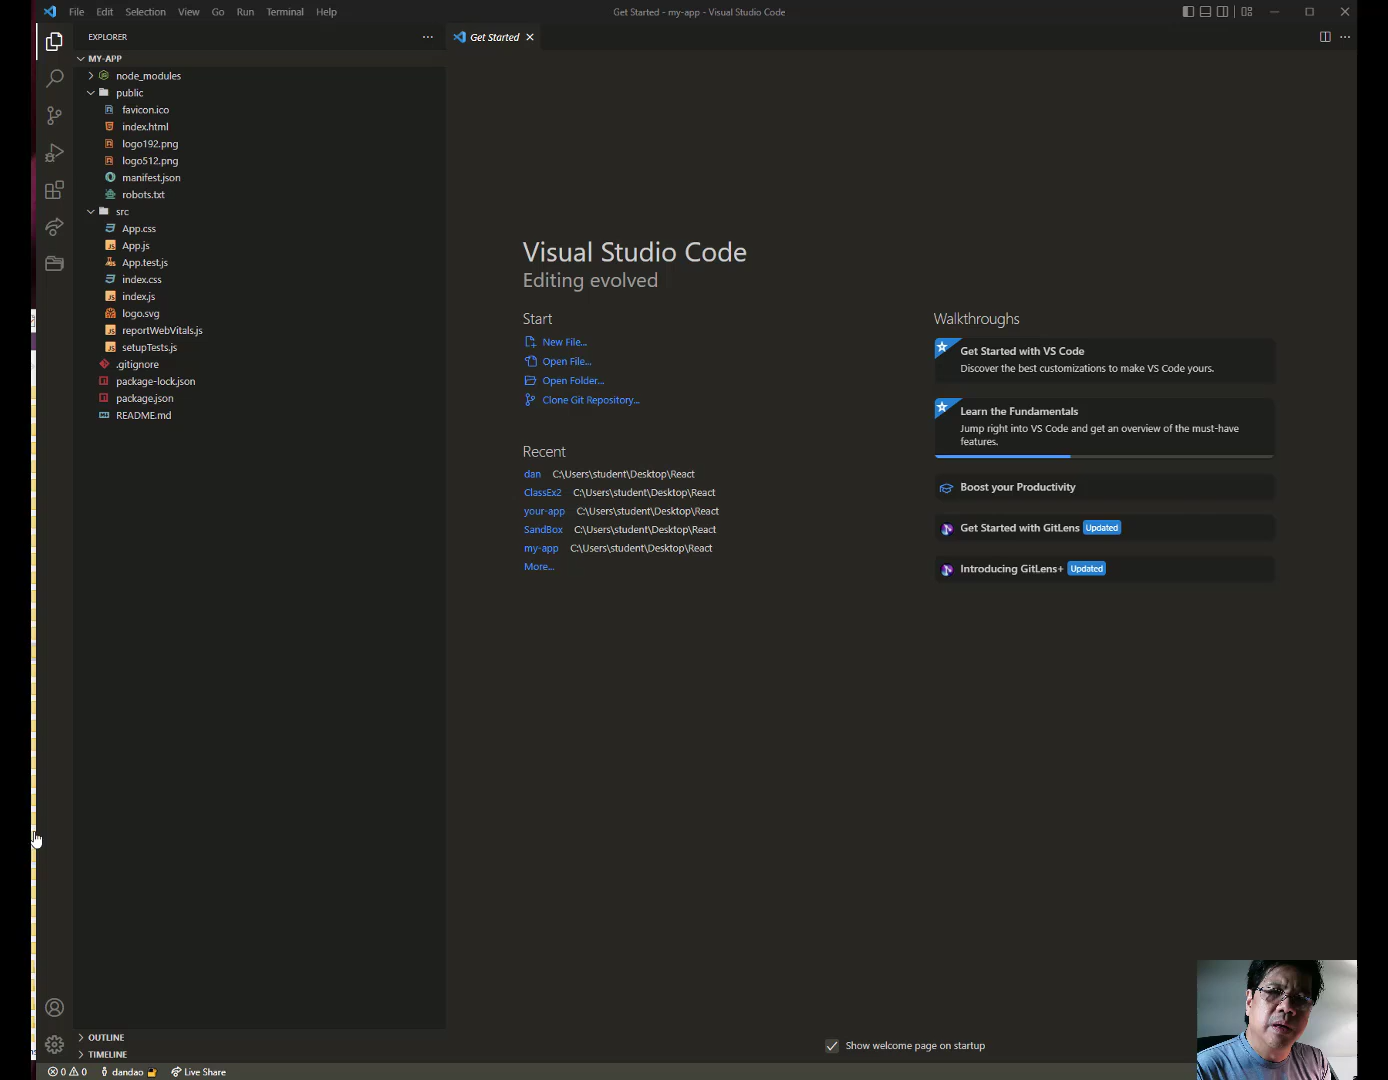 File Edit Selection View Go Run Terminal Help
Get Started - my-app - Visual Studio Code
EXPLORER
Get Started
MY-APP
node_modules
public
favicon.ico
index.html
logo192.png
logo512.png
manifest.json
robots.txt
src
App.css
App.js
App.test.js
index.css
index.js
logo.svg
reportWebVitals.js
setupTests.js
.gitignore
package-lock.json
package.json
README.md
Visual Studio Code
Editing evolved
Start
New File...
Open File...
Open Folder...
Clone Git Repository...
Recent
dan C:\Users\student\Desktop\React
ClassEx2 C:\Users\student\Desktop\React
your-app C:\Users\student\Desktop\React
SandBox C:\Users\student\Desktop\React
my-app C:\Users\student\Desktop\React
More...
Walkthroughs
Get Started with VS Code
Discover the best customizations to make VS Code yours.
Learn the Fundamentals
Jump right into VS Code and get an overview of the must-have
features.
Boost your Productivity
Get Started with GitLens Updated
Introducing GitLens+ Updated
OUTLINE
TIMELINE
Show welcome page on startup
0 0 dandao Live Share